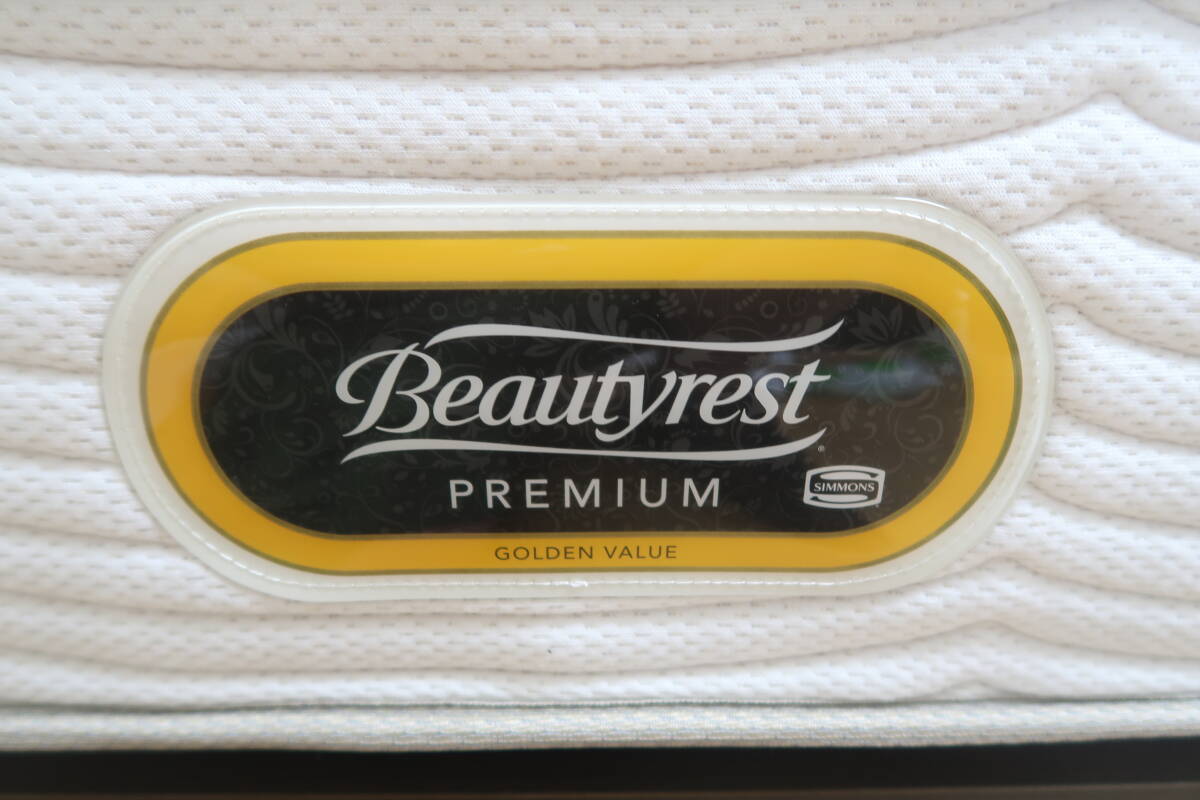 Beautyrest®
PREMIUM
SIMMONS
GOLDEN VALUE